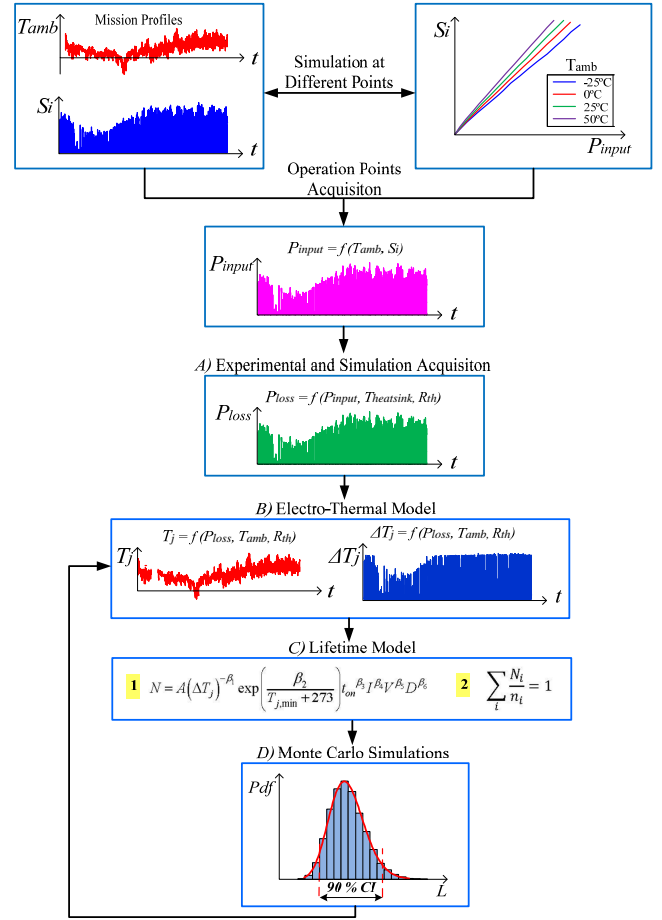 Tamb
Mission Profiles
t
Si
t
Simulation at
Different Points
Si
Tamb
-25ºC
0ºC
25ºC
50ºC
Pinput
Operation Points
Acquisiton
Pinput = f (Tamb, Si)
Pinput
t
A) Experimental and Simulation Acquisiton
Ploss = f (Pinput, Theatsink, Rth)
Ploss
t
B) Electro-Thermal Model
Tj = f (Ploss, Tamb, Rth)
Tj
t
ΔTj = f (Ploss, Tamb, Rth)
ΔTj
t
C) Lifetime Model
1 N = A(ΔTj)^-β1 exp(β2 / (Tj,min + 273)) ton^β3 I^β4 V^β5 D^β6
2 ∑i Ni/ni = 1
D) Monte Carlo Simulations
Pdf
90 % CI
L